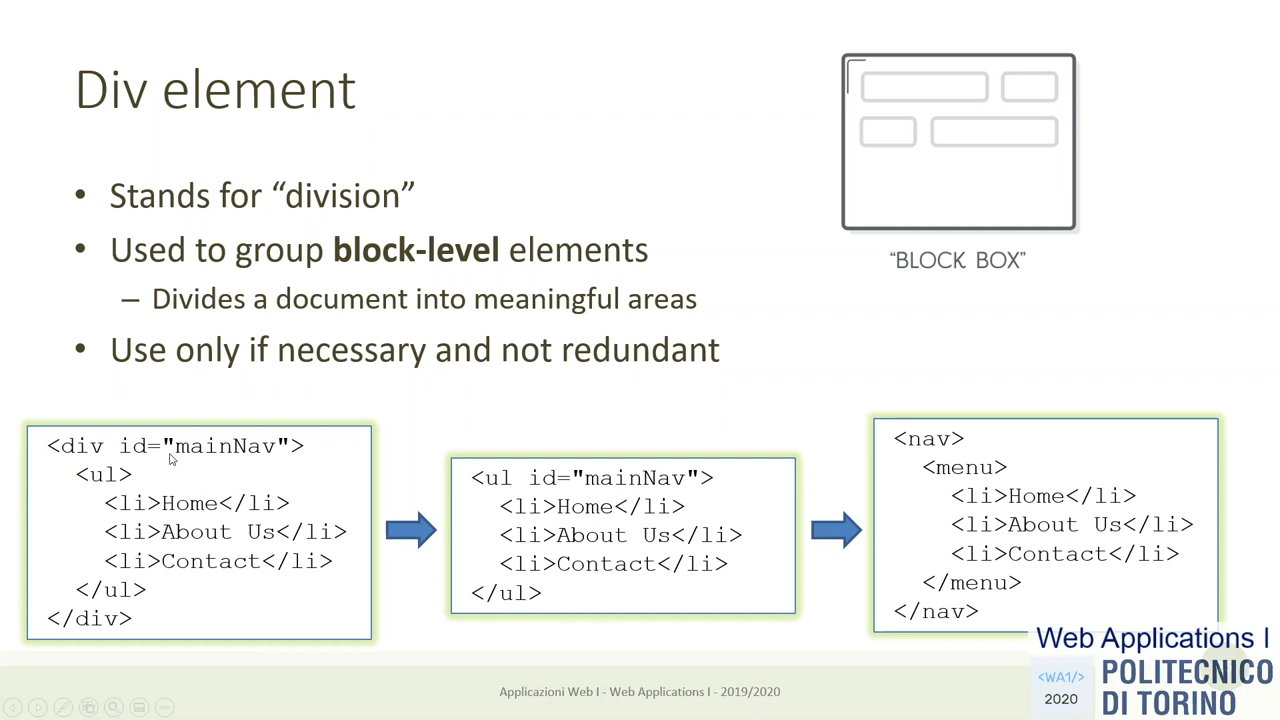 Div element
“BLOCK BOX”
• Stands for “division”
• Used to group block-level elements
– Divides a document into meaningful areas
• Use only if necessary and not redundant
<div id="mainNav">
<ul>
<li>Home</li>
<li>About Us</li>
<li>Contact</li>
</ul>
</div>
<ul id="mainNav">
<li>Home</li>
<li>About Us</li>
<li>Contact</li>
</ul>
<nav>
<menu>
<li>Home</li>
<li>About Us</li>
<li>Contact</li>
</menu>
</nav>
Applicazioni Web I - Web Applications I - 2019/2020
Web Applications I
<WA1/>
2020
POLITECNICO
DI TORINO